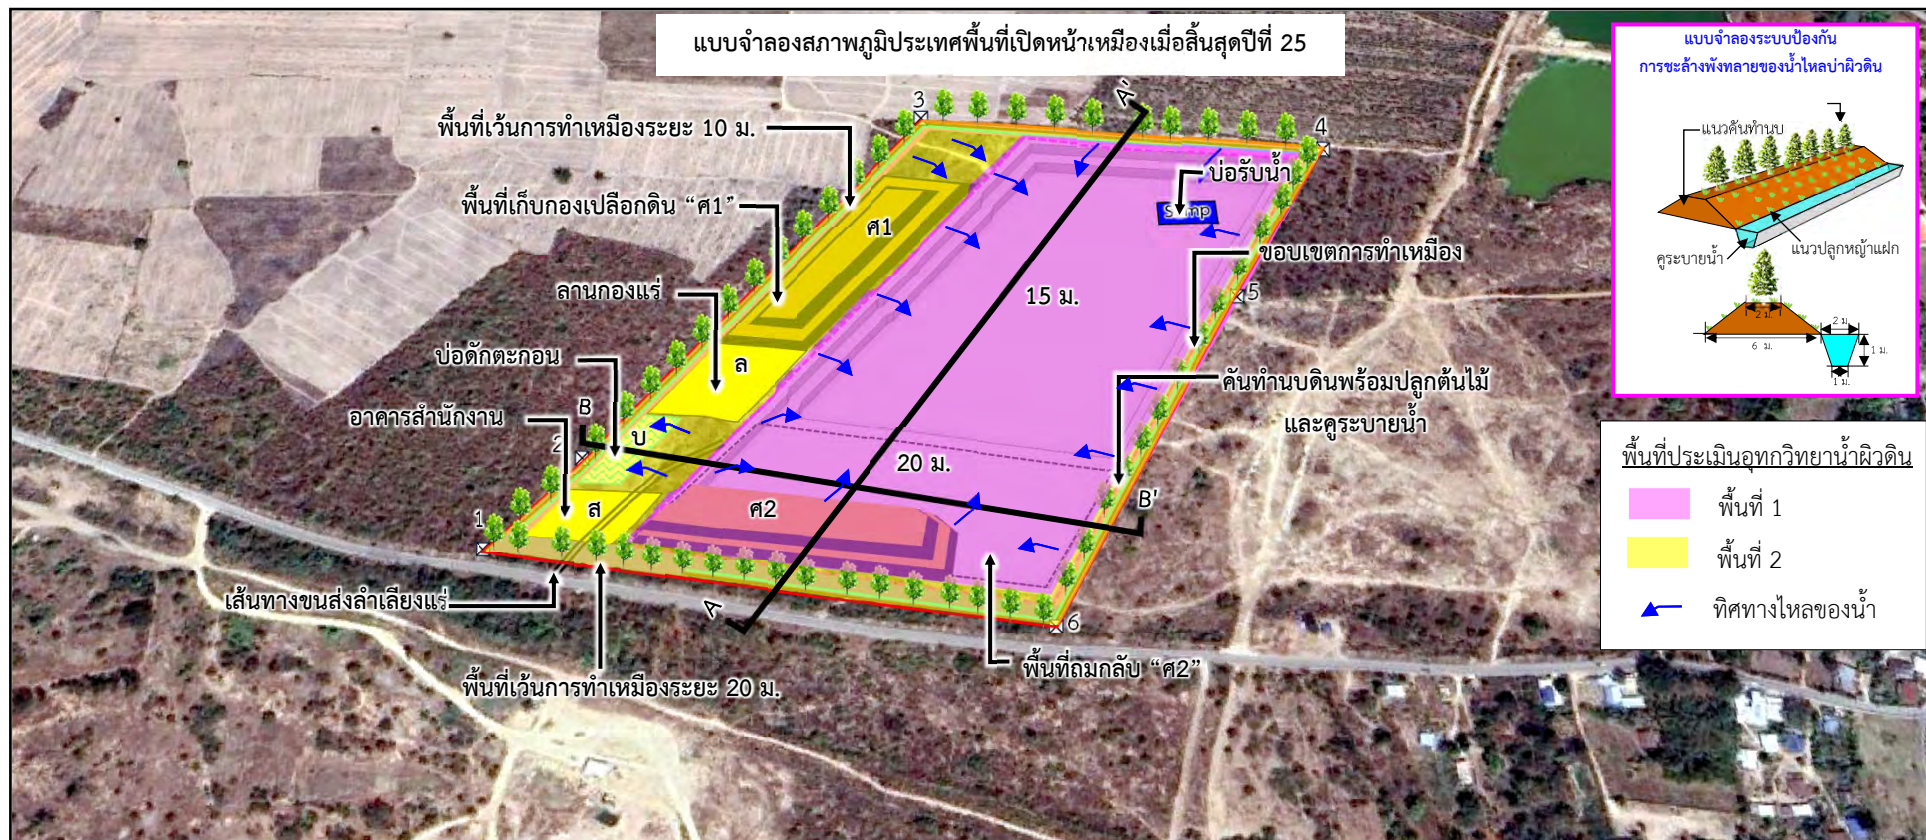 แบบจำลองสภาพภูมิประเทศพื้นที่เปิดหน้าเหมืองเมื่อสิ้นสุดปีที่ 25
แบบจำลองระบบป้องกัน
การชะล้างพังทลายของน้ำไหลบ่าผิวดิน
แนวคันทำนบ
คูระบายน้ำ
แนวปลูกหญ้าแฝก
2 ม.
6 ม.
2 ม.
1 ม.
1 ม.
3
A'
4
พื้นที่เว้นการทำเหมืองระยะ 10 ม.
บ่อรับน้ำ
Sump
พื้นที่เก็บกองเปลือกดิน “ศ1”
ศ1
ขอบเขตการทำเหมือง
ลานกองแร่
15 ม.
5
บ่อดักตะกอน
ล
คันทำนบดินพร้อมปลูกต้นไม้
และคูระบายน้ำ
อาคารสำนักงาน
B
บ
2
20 ม.
B'
ส
ศ2
1
เส้นทางขนส่งลำเลียงแร่
A
6
พื้นที่ถมกลับ “ศ2”
พื้นที่เว้นการทำเหมืองระยะ 20 ม.
พื้นที่ประเมินอุทกวิทยาน้ำผิวดิน
พื้นที่ 1
พื้นที่ 2
ทิศทางไหลของน้ำ